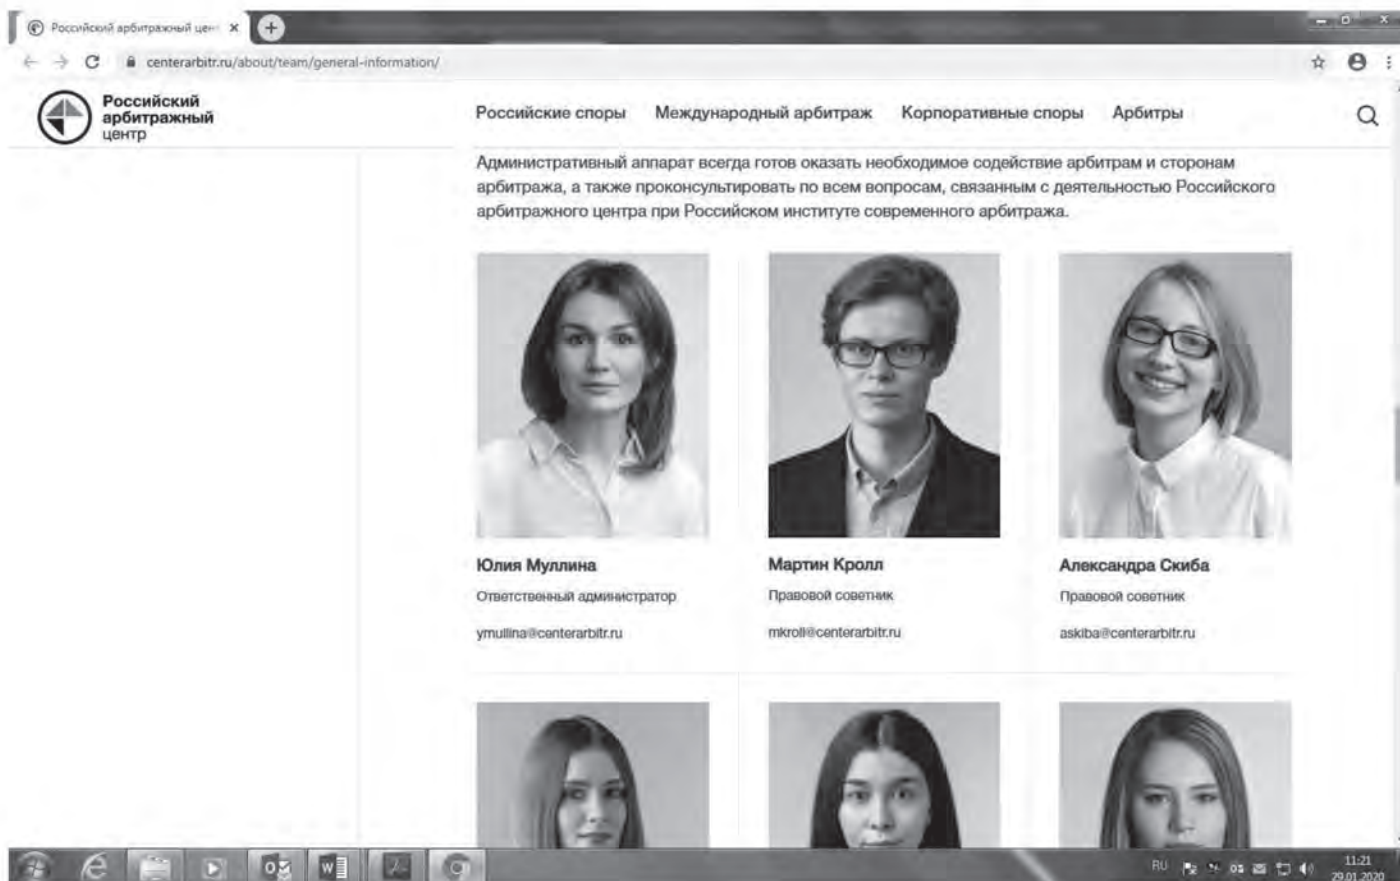 Российский арбитражный цен
centerarbitr.ru/about/team/general-information/
Российский
арбитражный
центр
Российские споры Международный арбитраж Корпоративные споры Арбитры
Административный аппарат всегда готов оказать необходимое содействие арбитрам и сторонам
арбитража, а также проконсультировать по всем вопросам, связанным с деятельностью Российского
арбитражного центра при Российском институте современного арбитража.
Юлия Муллина Мартин Кролл Александра Скиба
Ответственный администратор Правовой советник Правовой советник
ymullina@centerarbitr.ru mkroll@centerarbitr.ru askiba@centerarbitr.ru
RU 11:21
29.01.2020